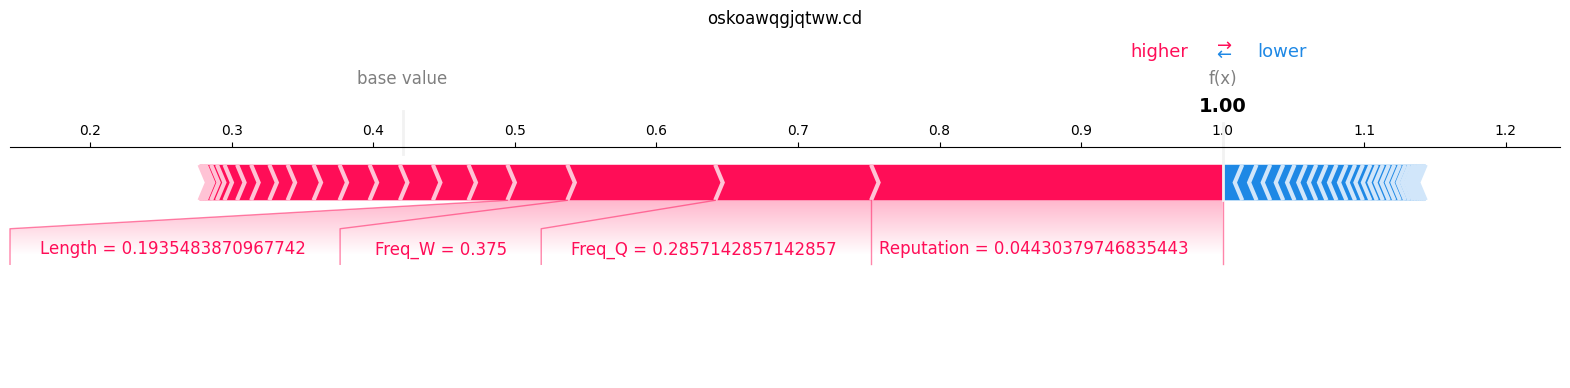 oskoawqgjqtww.cd
higher ⇄ lower
base value f(x)
1.00
0.2 0.3 0.4 0.5 0.6 0.7 0.8 0.9 1.0 1.1 1.2
Length = 0.1935483870967742 Freq_W = 0.375 Freq_Q = 0.2857142857142857 Reputation = 0.04430379746835443